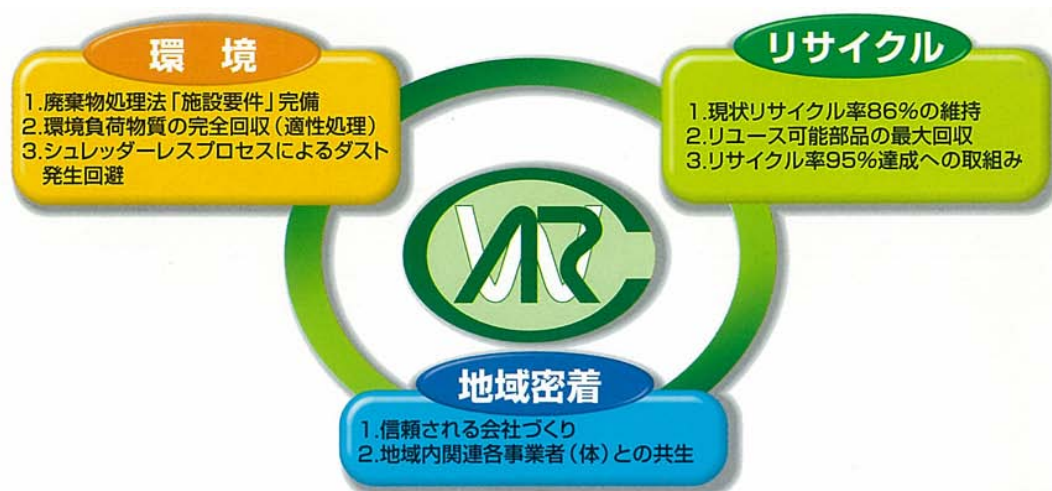 環 境
1.廃棄物処理法「施設要件」完備
2.環境負荷物質の完全回収(適性処理)
3.シュレッダーレスプロセスによるダスト
発生回避
リサイクル
1.現状リサイクル率86%の維持
2.リユース可能部品の最大回収
3.リサイクル率95%達成への取組み
地域密着
1.信頼される会社づくり
2.地域内関連各事業者(体)との共生